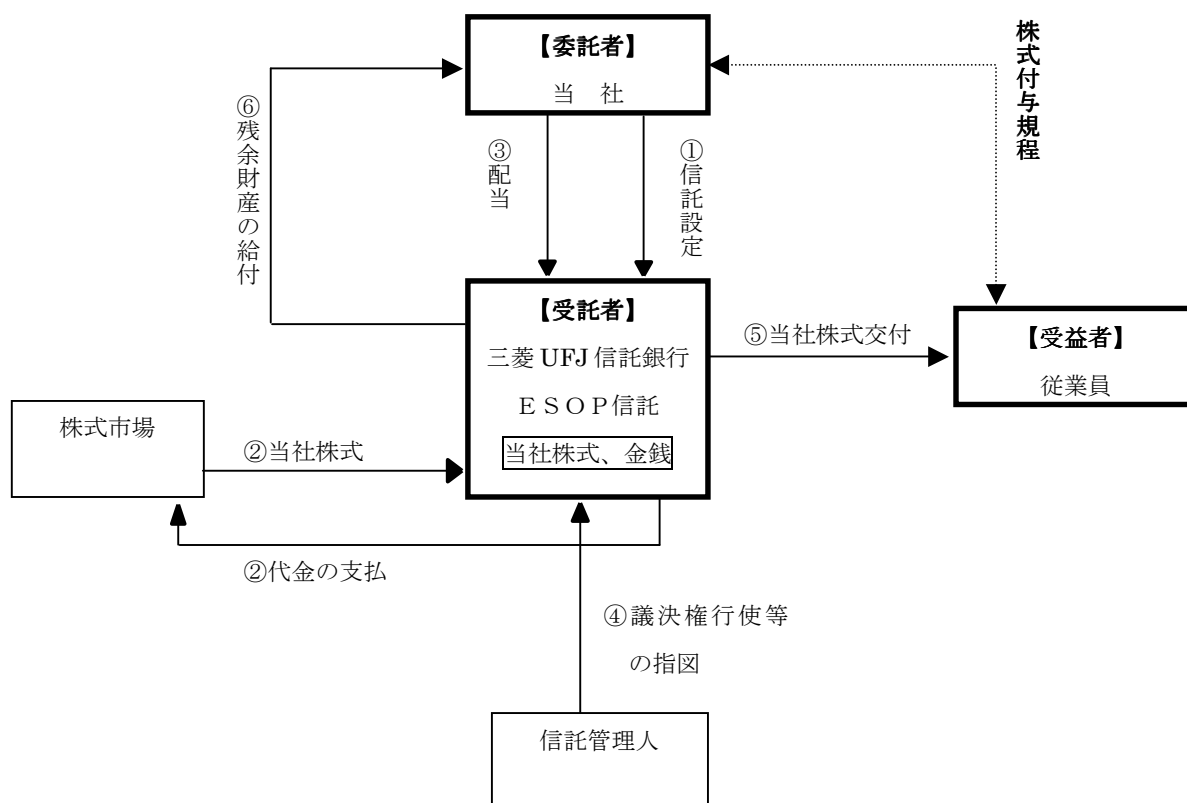 【委託者】
当 社
株式付与規程
⑥残余財産の給付
③配当
①信託設定
【受託者】
三菱 UFJ 信託銀行
ＥＳＯＰ信託
当社株式、金銭
⑤当社株式交付
【受益者】
従業員
株式市場
②当社株式
②代金の支払
④議決権行使等
の指図
信託管理人